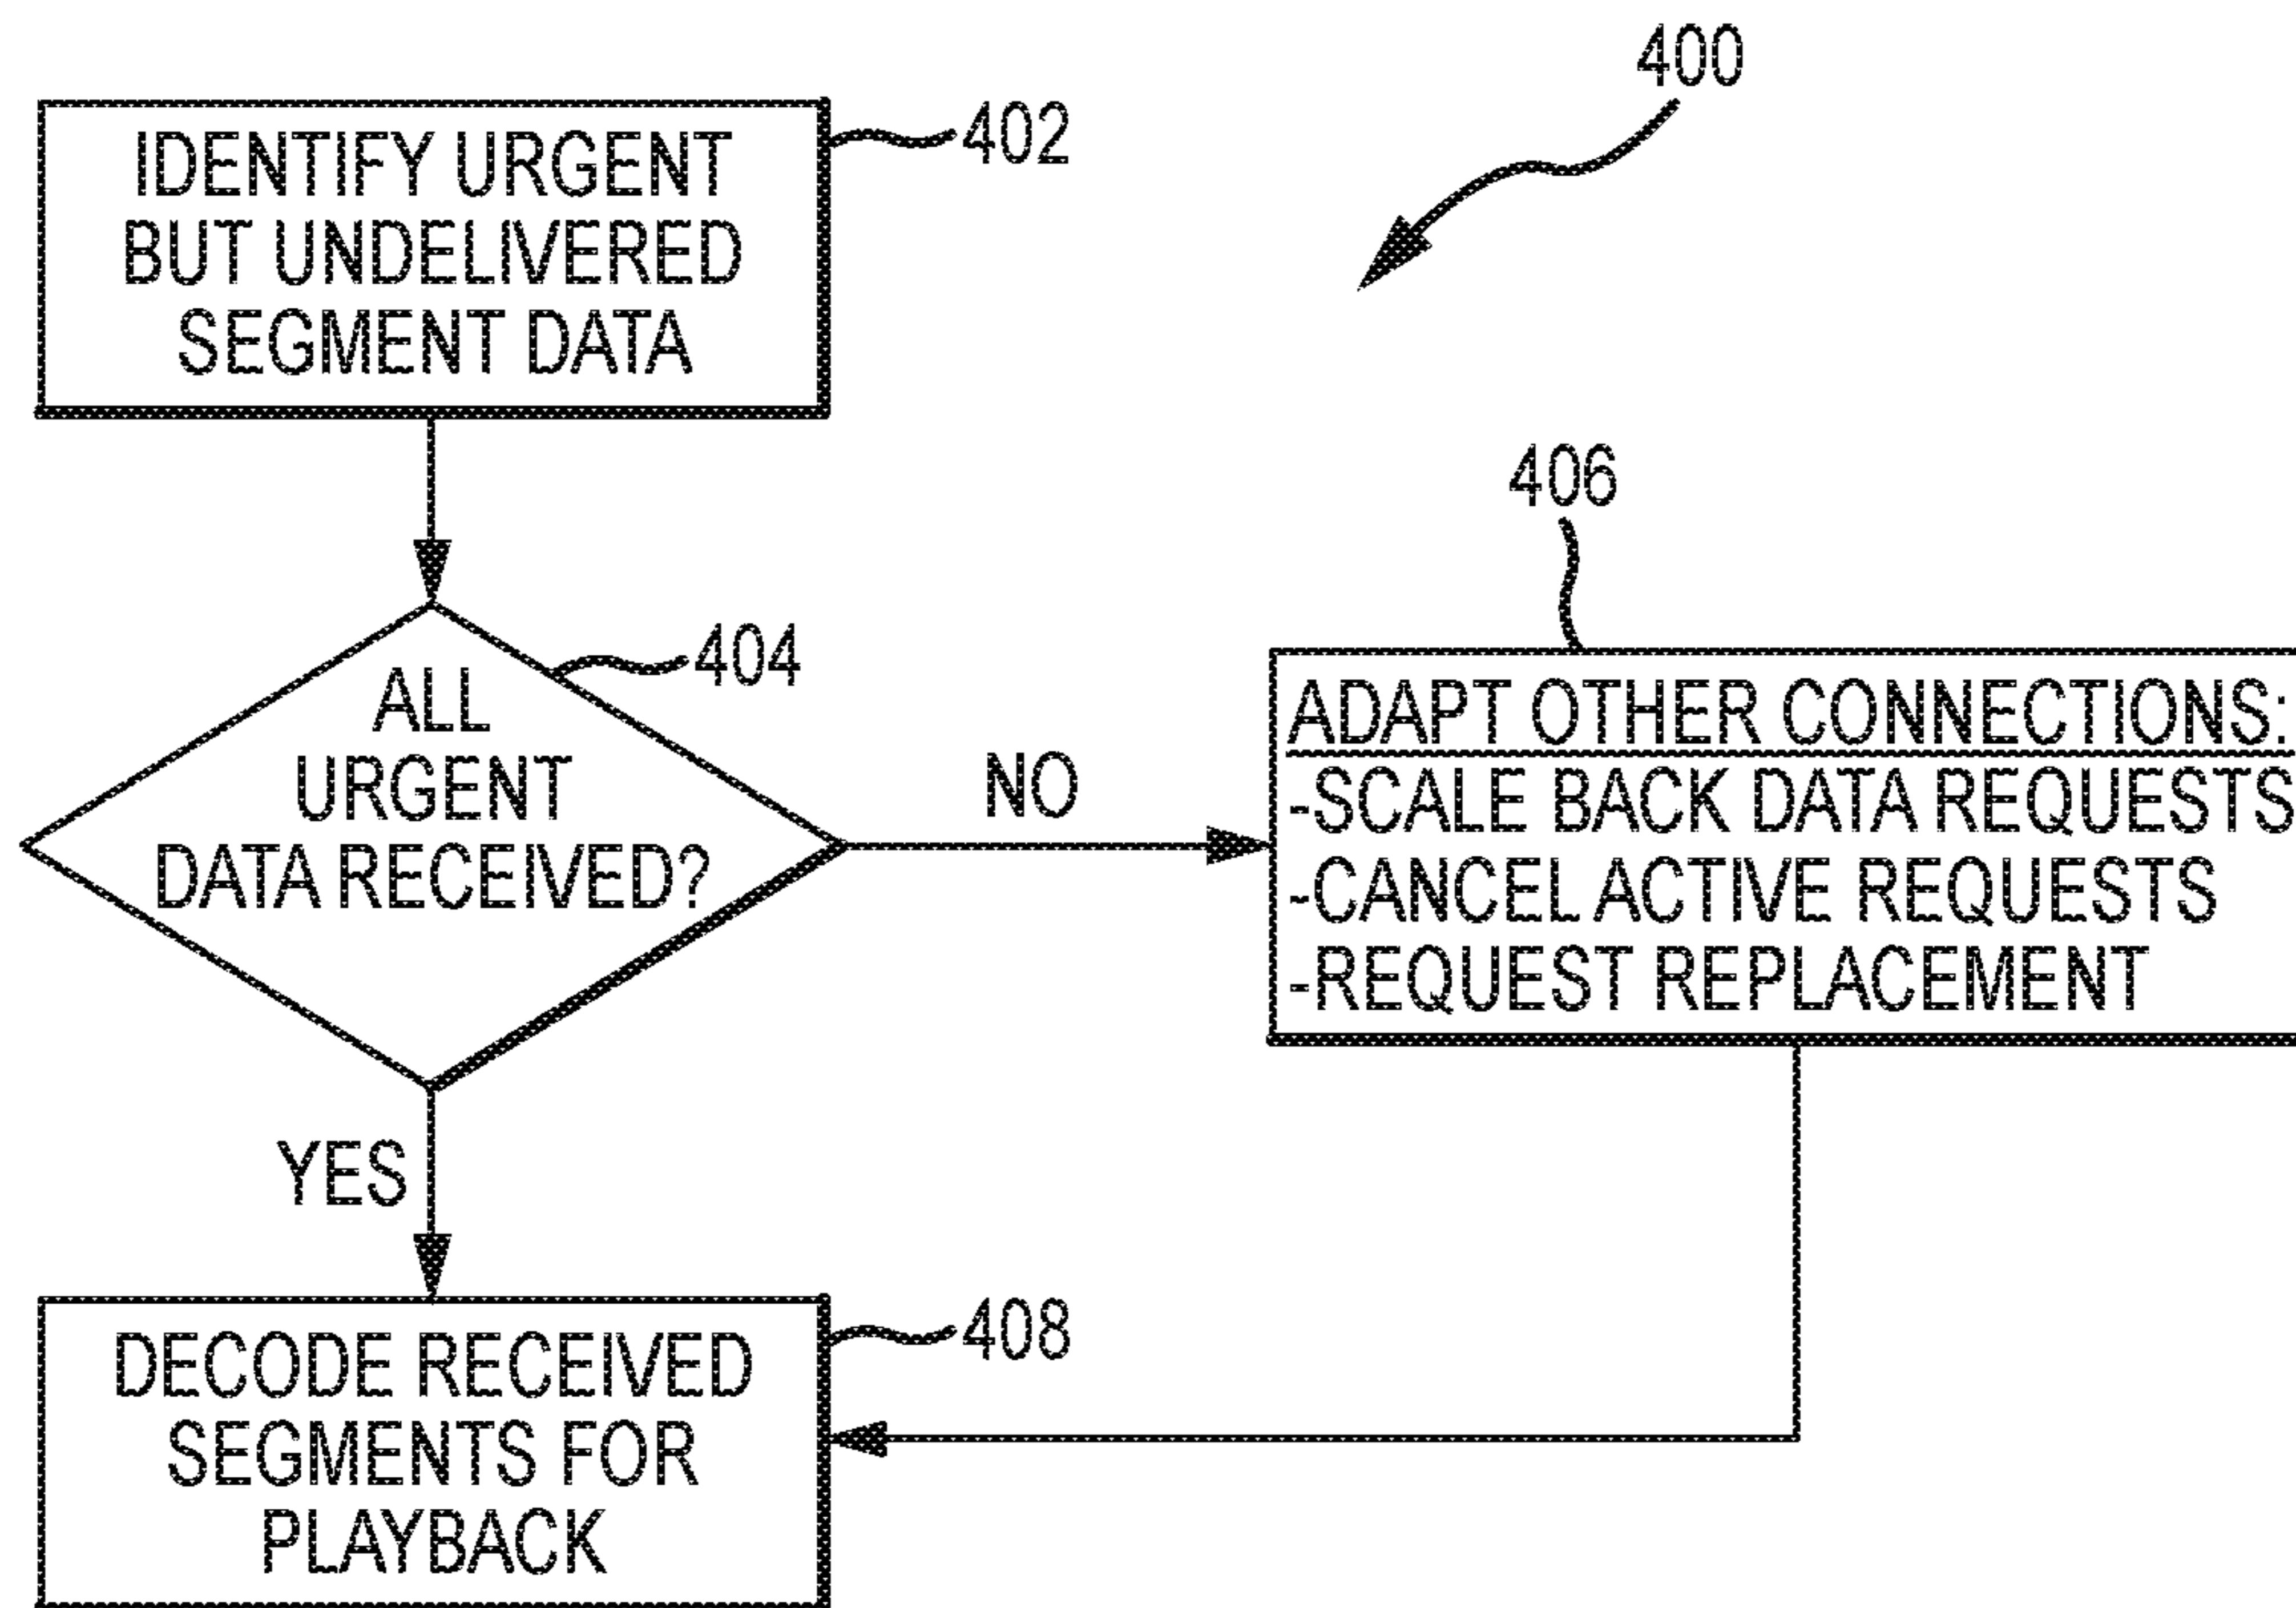 400
IDENTIFY URGENT
BUT UNDELIVERED
SEGMENT DATA
402
ALL
URGENT
DATA RECEIVED?
404
NO
406
ADAPT OTHER CONNECTIONS:
-SCALE BACK DATA REQUESTS
-CANCEL ACTIVE REQUESTS
-REQUEST REPLACEMENT
YES
DECODE RECEIVED
SEGMENTS FOR
PLAYBACK
408